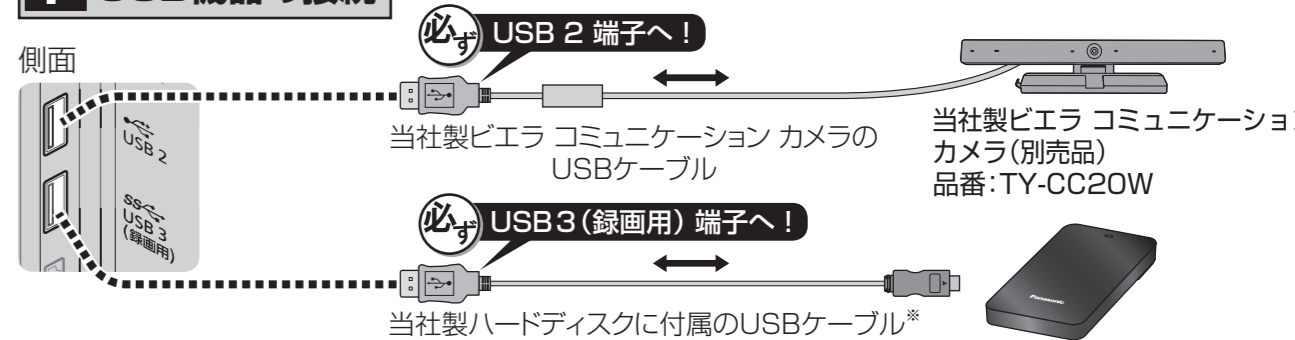 側面
必ず USB 2 端子へ！
USB 2
当社製ビエラ コミュニケーション カメラの
USBケーブル
当社製ビエラ コミュニケーション
カメラ(別売品)
品番：TY-CC20W
必ず USB3(録画用) 端子へ！
SS
USB 3
(録画用)
Panasonic
当社製ハードディスクに付属のUSBケーブル※